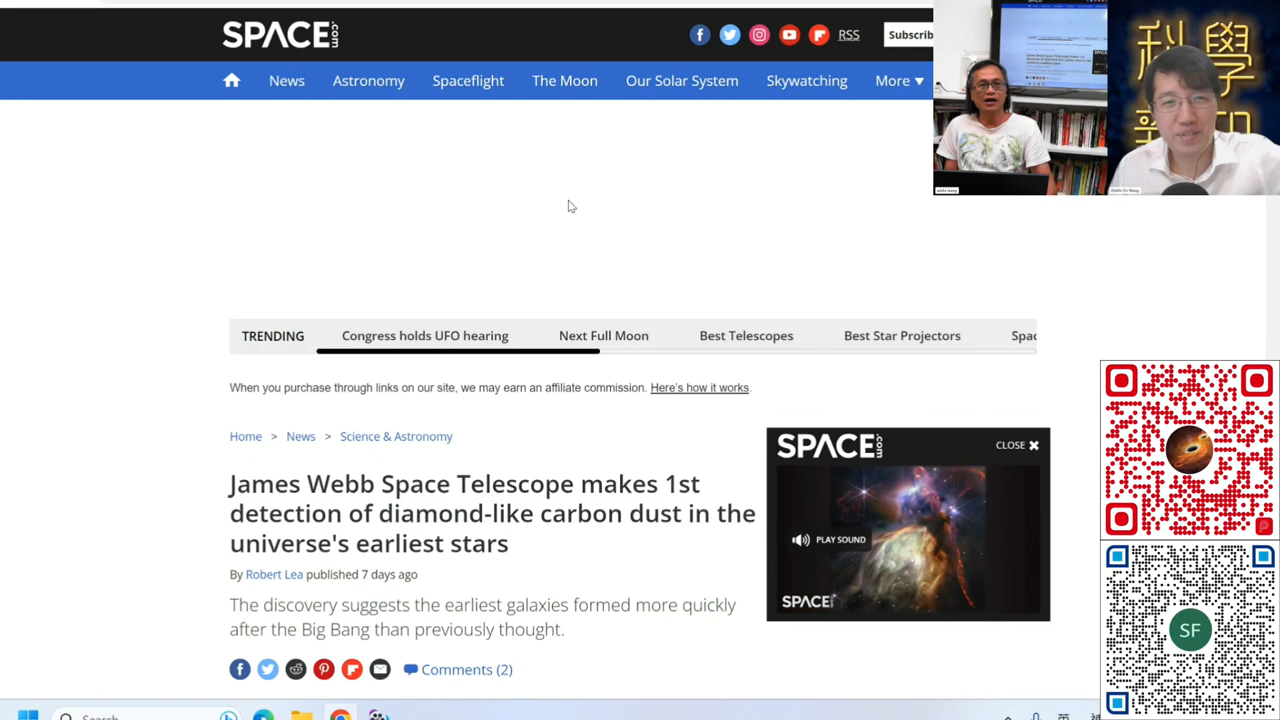 SPACE.com
RSS
Subscrib
News
Astronomy
Spaceflight
The Moon
Our Solar System
Skywatching
More ▼
科學
TRENDING
Congress holds UFO hearing
Next Full Moon
Best Telescopes
Best Star Projectors
Spac
When you purchase through links on our site, we may earn an affiliate commission. Here's how it works.
Home > News > Science & Astronomy
SPACE.com
CLOSE ✖
James Webb Space Telescope makes 1st
detection of diamond-like carbon dust in the
universe's earliest stars
PLAY SOUND
SPACE.com
By Robert Lea published 7 days ago
The discovery suggests the earliest galaxies formed more quickly
after the Big Bang than previously thought.
Comments (2)
SF
Search
英